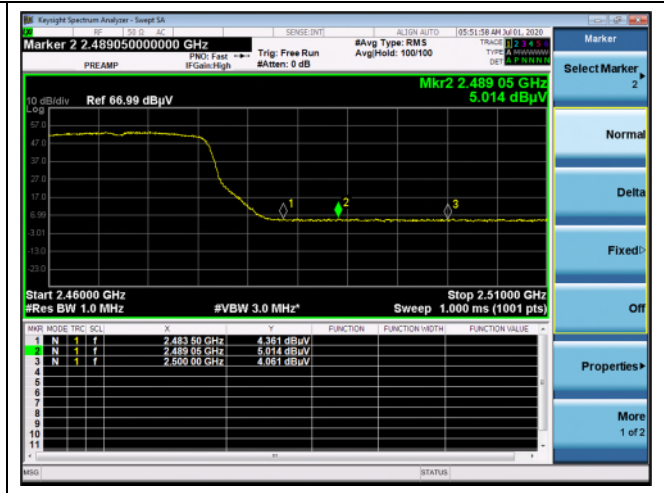 Keysight Spectrum Analyzer - Swept SA
RF 50 Ω AC SENSE:INT ALIGN AUTO 05:51:58 AM Jul 01, 2020
Marker 2 2.489050000000 GHz
PREAMP
PNO: Fast
IFGain:High
Trig: Free Run
#Atten: 0 dB
#Avg Type: RMS
Avg|Hold: 100/100
TRACE 1 2 3 4 5 6
TYPE A MWWWWW
DET A P N N N N
Mkr2 2.489 05 GHz
5.014 dBµV
10 dB/div Ref 66.99 dBµV
Log
57.0
47.0
37.0
27.0
17.0
6.99
-3.01
-13.0
-23.0
1
2
3
Start 2.46000 GHz Stop 2.51000 GHz
#Res BW 1.0 MHz #VBW 3.0 MHz* Sweep 1.000 ms (1001 pts)
MKR MODE TRC SCL X Y FUNCTION FUNCTION WIDTH FUNCTION VALUE
1 N 1 f 2.483 50 GHz 4.361 dBµV
2 N 1 f 2.489 05 GHz 5.014 dBµV
3 N 1 f 2.500 00 GHz 4.061 dBµV
4
5
6
7
8
9
10
11
MSG STATUS
Marker
Select Marker
2
Normal
Delta
Fixed
Off
Properties
More
1 of 2